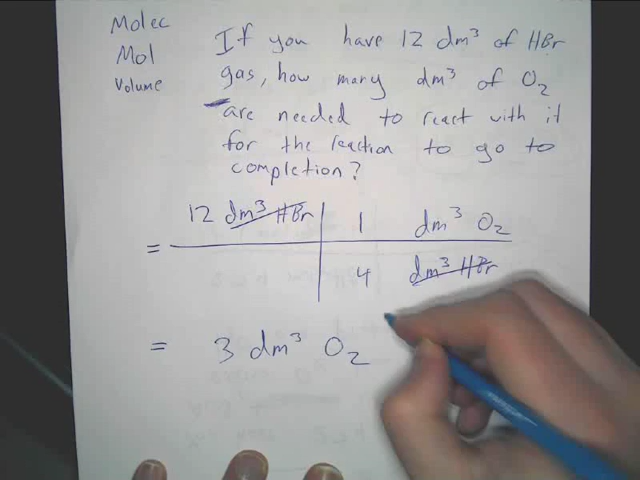 Molec
Mol
Volume
If you have 12 dm³ of HBr
gas, how many dm³ of O₂
are needed to react with it
for the reaction to go to
completion?
12 dm³ HBr | 1 dm³ O₂
=
4 dm³ HBr
= 3 dm³ O₂